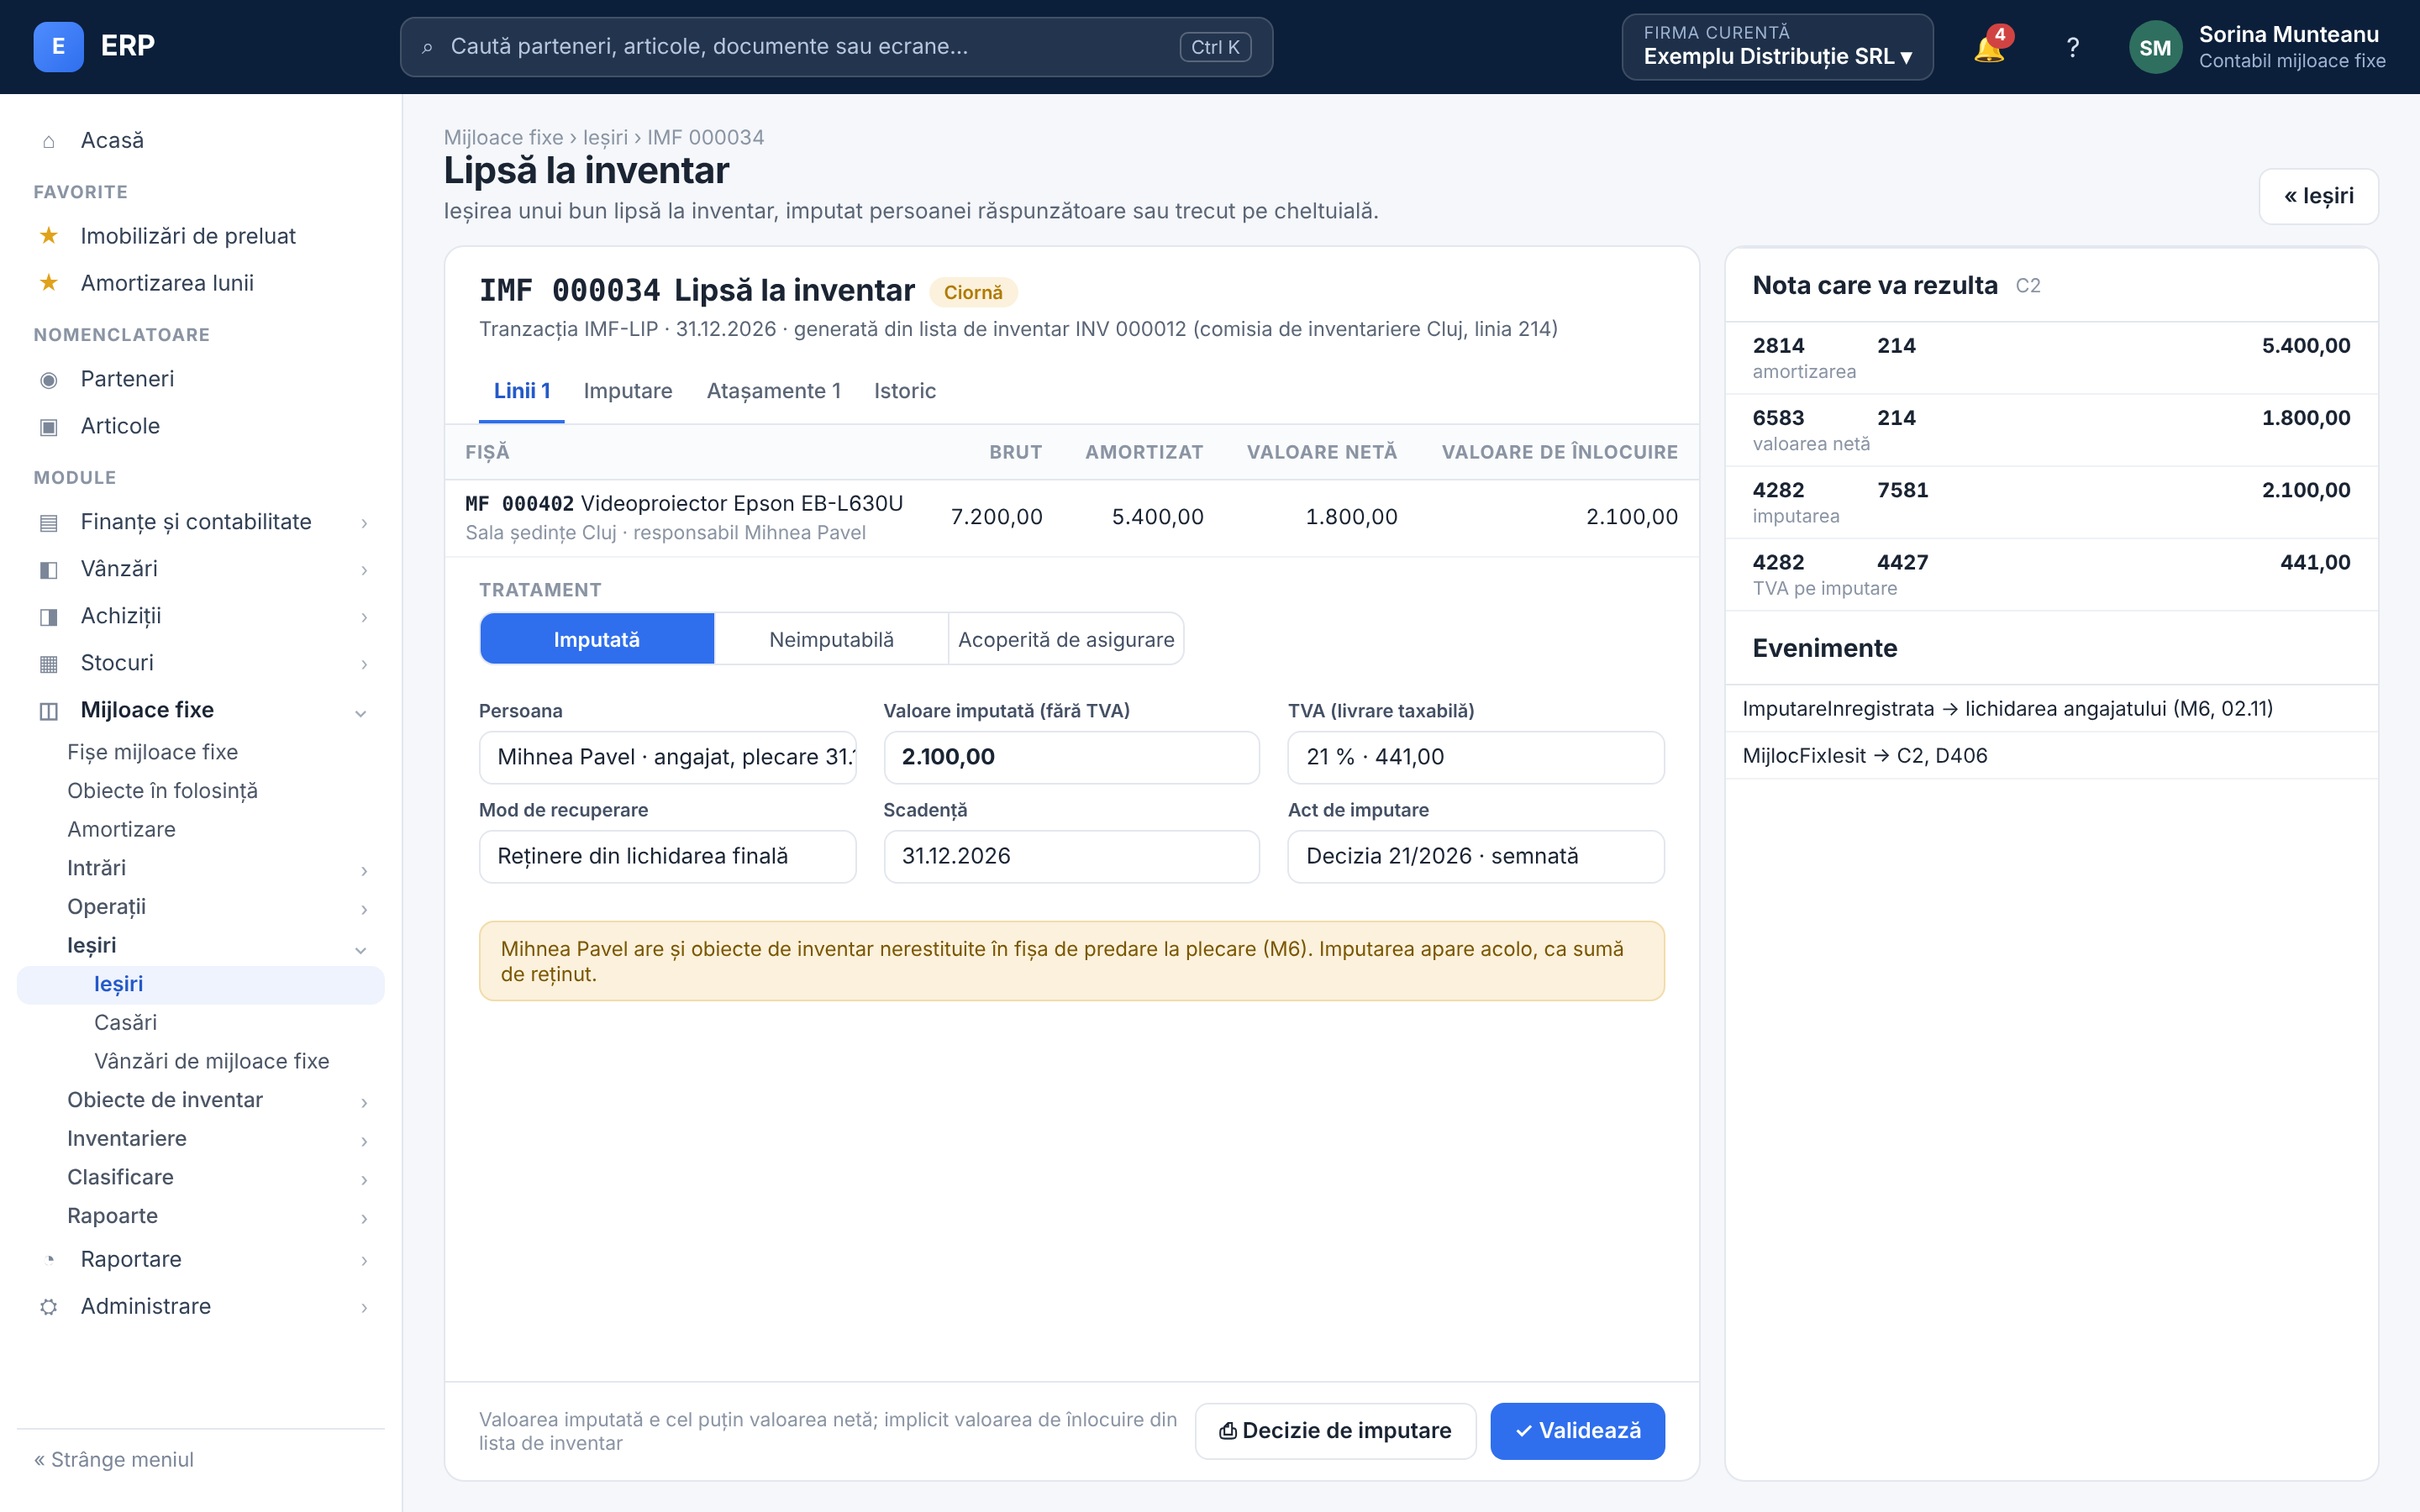 E ERP
Caută parteneri, articole, documente sau ecrane... Ctrl K
FIRMA CURENTĂ
Exemplu Distribuție SRL ▾
4
?
SM
Sorina Munteanu
Contabil mijloace fixe
Acasă
FAVORITE
★ Imobilizări de preluat
★ Amortizarea lunii
NOMENCLATOARE
Parteneri
Articole
MODULE
Finanțe și contabilitate ›
Vânzări ›
Achiziții ›
Stocuri ›
Mijloace fixe
Fișe mijloace fixe
Obiecte în folosință
Amortizare
Intrări ›
Operații ›
Ieșiri
Ieșiri
Casări
Vânzări de mijloace fixe
Obiecte de inventar ›
Inventariere ›
Clasificare ›
Rapoarte ›
Raportare ›
Administrare ›
« Strânge meniul
Mijloace fixe › Ieșiri › IMF 000034
Lipsă la inventar
Ieșirea unui bun lipsă la inventar, imputat persoanei răspunzătoare sau trecut pe cheltuială.
« Ieșiri
IMF 000034 Lipsă la inventar Ciornă
Tranzacția IMF-LIP · 31.12.2026 · generată din lista de inventar INV 000012 (comisia de inventariere Cluj, linia 214)
Linii 1 Imputare Atașamente 1 Istoric
FIȘĂ BRUT AMORTIZAT VALOARE NETĂ VALOARE DE ÎNLOCUIRE
MF 000402 Videoproiector Epson EB-L630U 7.200,00 5.400,00 1.800,00 2.100,00
Sala ședințe Cluj · responsabil Mihnea Pavel
TRATAMENT
Imputată Neimputabilă Acoperită de asigurare
Persoana Valoare imputată (fără TVA) TVA (livrare taxabilă)
Mihnea Pavel · angajat, plecare 31. 2.100,00 21 % · 441,00
Mod de recuperare Scadență Act de imputare
Reținere din lichidarea finală 31.12.2026 Decizia 21/2026 · semnată
Mihnea Pavel are și obiecte de inventar nerestituite în fișa de predare la plecare (M6). Imputarea apare acolo, ca sumă
de reținut.
Valoarea imputată e cel puțin valoarea netă; implicit valoarea de înlocuire din
lista de inventar
⎙ Decizie de imputare
✓ Validează
Nota care va rezulta C2
2814 214 5.400,00
amortizarea
6583 214 1.800,00
valoarea netă
4282 7581 2.100,00
imputarea
4282 4427 441,00
TVA pe imputare
Evenimente
ImputareInregistrata → lichidarea angajatului (M6, 02.11)
MijlocFixIesit → C2, D406